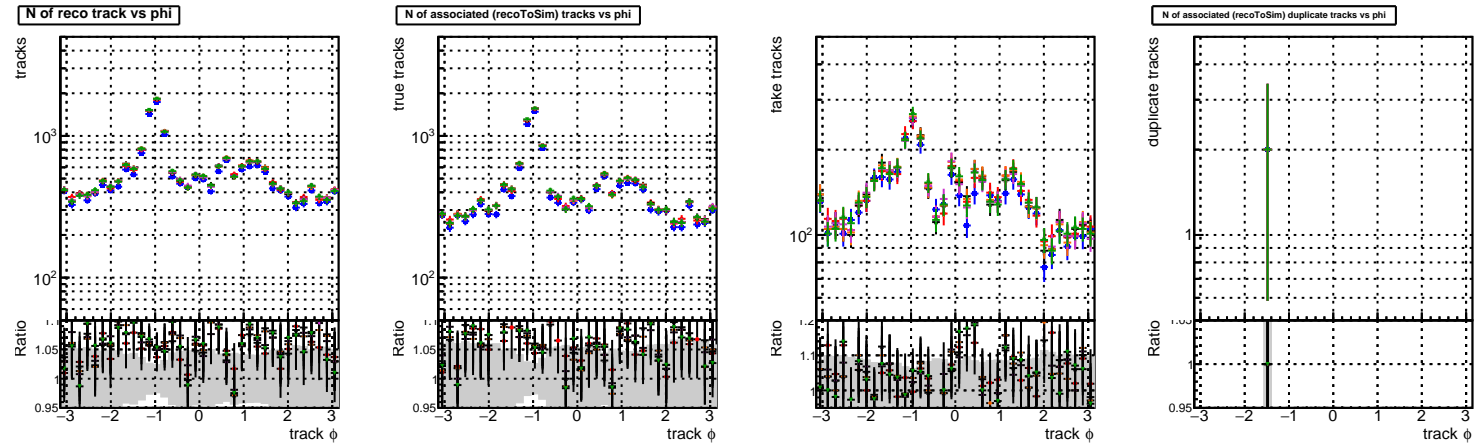 N of reco track vs phi
tracks
10³
10²
Ratio
1.05
0.95
−3 −2 −1 0 1 2 3
track ϕ
N of associated (recoToSim) tracks vs phi
true tracks
10³
10²
Ratio
1.05
0.95
−3 −2 −1 0 1 2 3
track ϕ
fake tracks
10²
Ratio
1.2
1.1
−3 −2 −1 0 1 2 3
track ϕ
N of associated (recoToSim) duplicate tracks vs phi
duplicate tracks
1
Ratio
1.05
1
0.95
−3 −2 −1 0 1 2 3
track ϕ